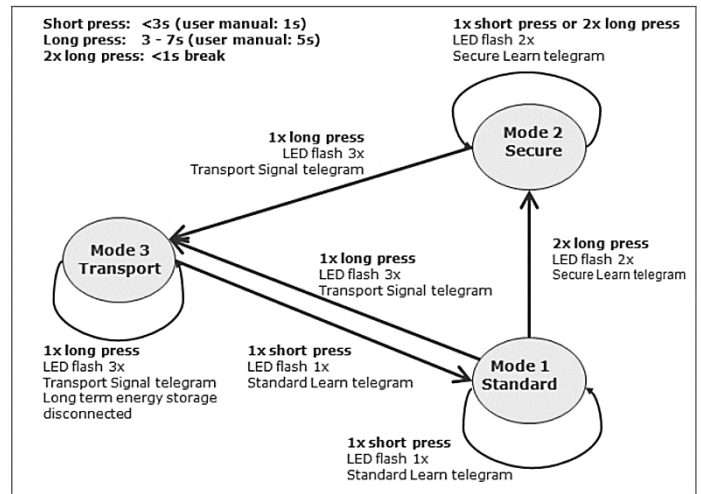 Short press: <3s (user manual: 1s)
Long press: 3 - 7s (user manual: 5s)
2x long press: <1s break
1x short press or 2x long press
LED flash 2x
Secure Learn telegram
Mode 2
Secure
1x long press
LED flash 3x
Transport Signal telegram
Mode 3
Transport
1x long press
LED flash 3x
Transport Signal telegram
2x long press
LED flash 2x
Secure Learn telegram
1x long press
LED flash 3x
Transport Signal telegram
Long term energy storage
disconnected
1x short press
LED flash 1x
Standard Learn telegram
Mode 1
Standard
1x short press
LED flash 1x
Standard Learn telegram